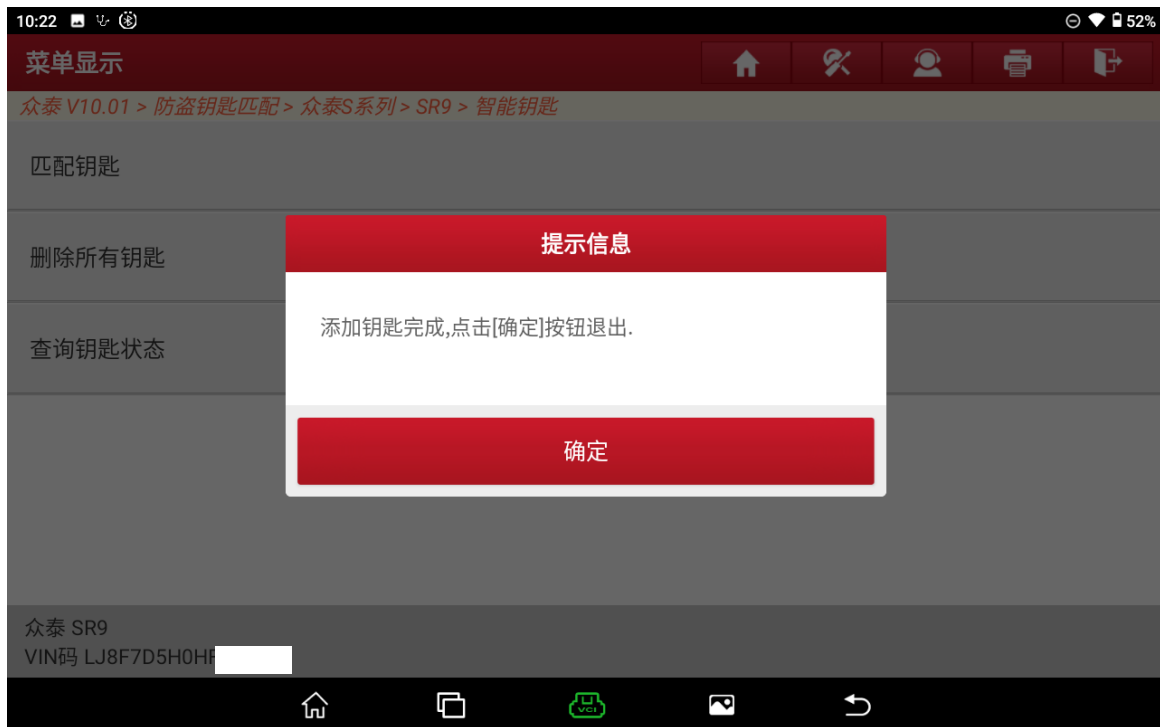 10:22
52%
菜单显示
众泰 V10.01 > 防盗钥匙匹配 > 众泰S系列 > SR9 > 智能钥匙
匹配钥匙
删除所有钥匙
查询钥匙状态
提示信息
添加钥匙完成,点击[确定]按钮退出.
确定
众泰 SR9
VIN码 LJ8F7D5H0H
VCI